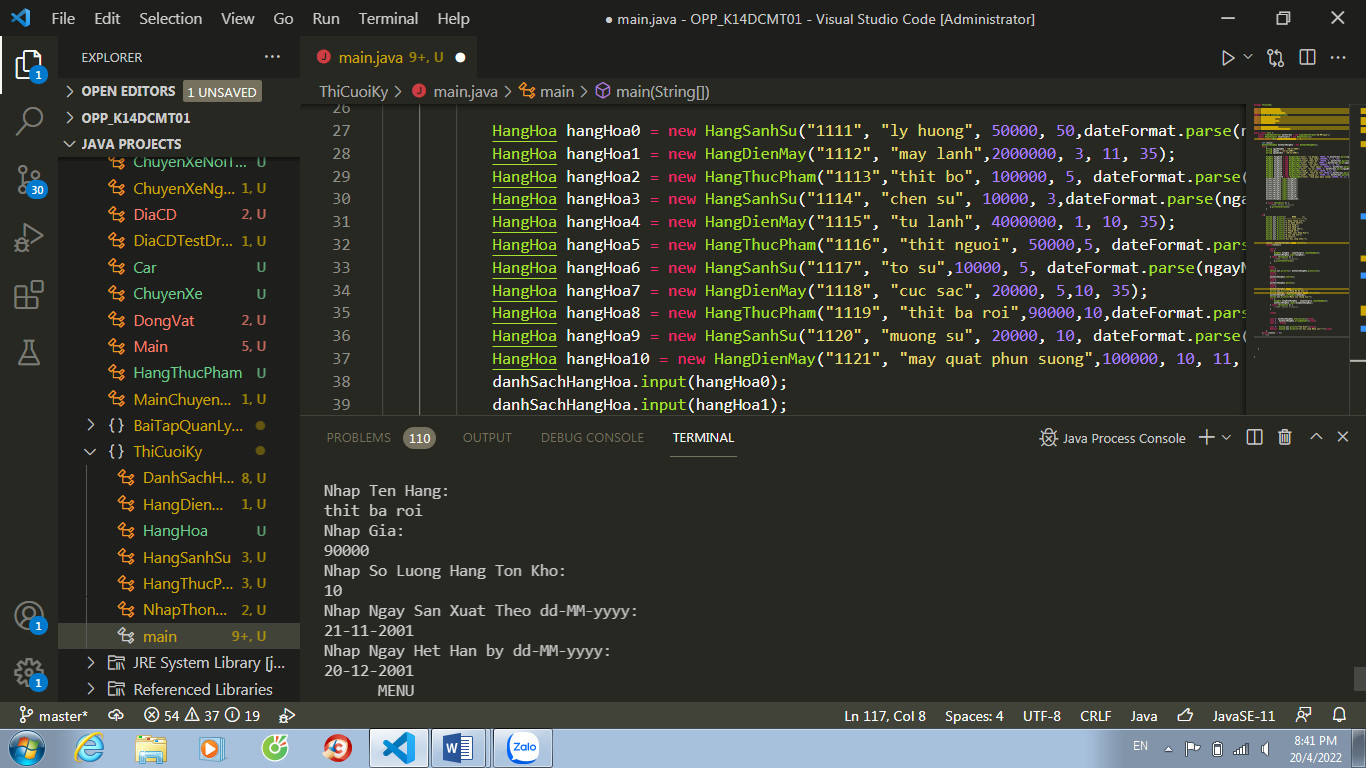 File Edit Selection View Go Run Terminal Help
● main.java - OPP_K14DCMT01 - Visual Studio Code [Administrator]
EXPLORER ···
OPEN EDITORS 1 UNSAVED
OPP_K14DCMT01
JAVA PROJECTS
ChuyenXeNoiT... U
ChuyenXeNg... 1, U
DiaCD 2, U
DiaCDTestDr... 1, U
Car U
ChuyenXe U
DongVat 2, U
Main 5, U
HangThucPham U
MainChuyen... 1, U
{} BaiTapQuanLy...
{} ThiCuoiKy
DanhSachH... 8, U
HangDien... 1, U
HangHoa U
HangSanhSu 3, U
HangThucP... 3, U
NhapThon... 2, U
main 9+, U
JRE System Library [j...
Referenced Libraries
1
30
1
1
main.java 9+, U
ThiCuoiKy > main.java > main > main(String[])
26
27 HangHoa hangHoa0 = new HangSanhSu("1111", "ly huong", 50000, 50,dateFormat.parse(n
28 HangHoa hangHoa1 = new HangDienMay("1112", "may lanh",2000000, 3, 11, 35);
29 HangHoa hangHoa2 = new HangThucPham("1113","thit bo", 100000, 5, dateFormat.parse(
30 HangHoa hangHoa3 = new HangSanhSu("1114", "chen su", 10000, 3,dateFormat.parse(nga
31 HangHoa hangHoa4 = new HangDienMay("1115", "tu lanh", 4000000, 1, 10, 35);
32 HangHoa hangHoa5 = new HangThucPham("1116", "thit nguoi", 50000,5, dateFormat.pars
33 HangHoa hangHoa6 = new HangSanhSu("1117", "to su",10000, 5, dateFormat.parse(ngayM
34 HangHoa hangHoa7 = new HangDienMay("1118", "cuc sac", 20000, 5,10, 35);
35 HangHoa hangHoa8 = new HangThucPham("1119", "thit ba roi",90000,10,dateFormat.pars
36 HangHoa hangHoa9 = new HangSanhSu("1120", "muong su", 20000, 10, dateFormat.parse(
37 HangHoa hangHoa10 = new HangDienMay("1121", "may quat phun suong",100000, 10, 11,
38 danhSachHangHoa.input(hangHoa0);
39 danhSachHangHoa.input(hangHoa1);
PROBLEMS 110 OUTPUT DEBUG CONSOLE TERMINAL Java Process Console
Nhap Ten Hang:
thit ba roi
Nhap Gia:
90000
Nhap So Luong Hang Ton Kho:
10
Nhap Ngay San Xuat Theo dd-MM-yyyy:
21-11-2001
Nhap Ngay Het Han by dd-MM-yyyy:
20-12-2001
MENU
master* 54 37 19 Ln 117, Col 8 Spaces: 4 UTF-8 CRLF Java JavaSE-11
Zalo
EN 8:41 PM
20/4/2022